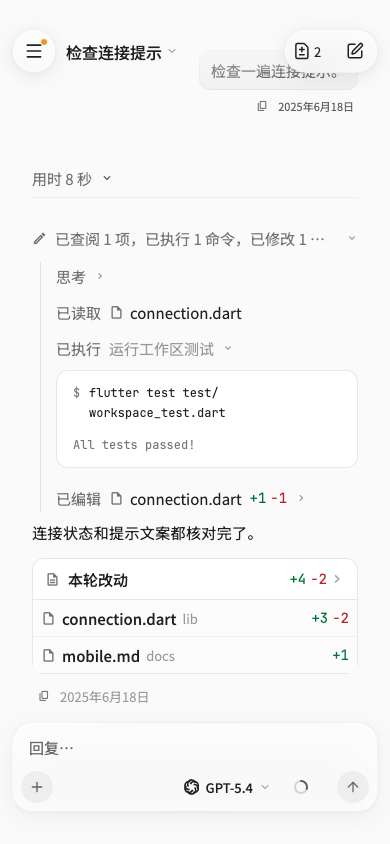 检查连接提示
2
检查一遍连接提示。
2025年6月18日
用时 8 秒
已查阅 1 项，已执行 1 命令，已修改 1 …
思考
已读取 connection.dart
已执行 运行工作区测试
$ flutter test test/
workspace_test.dart
All tests passed!
已编辑 connection.dart +1 -1
连接状态和提示文案都核对完了。
本轮改动 +4 -2
connection.dart lib +3 -2
mobile.md docs +1
2025年6月18日
回复…
GPT-5.4